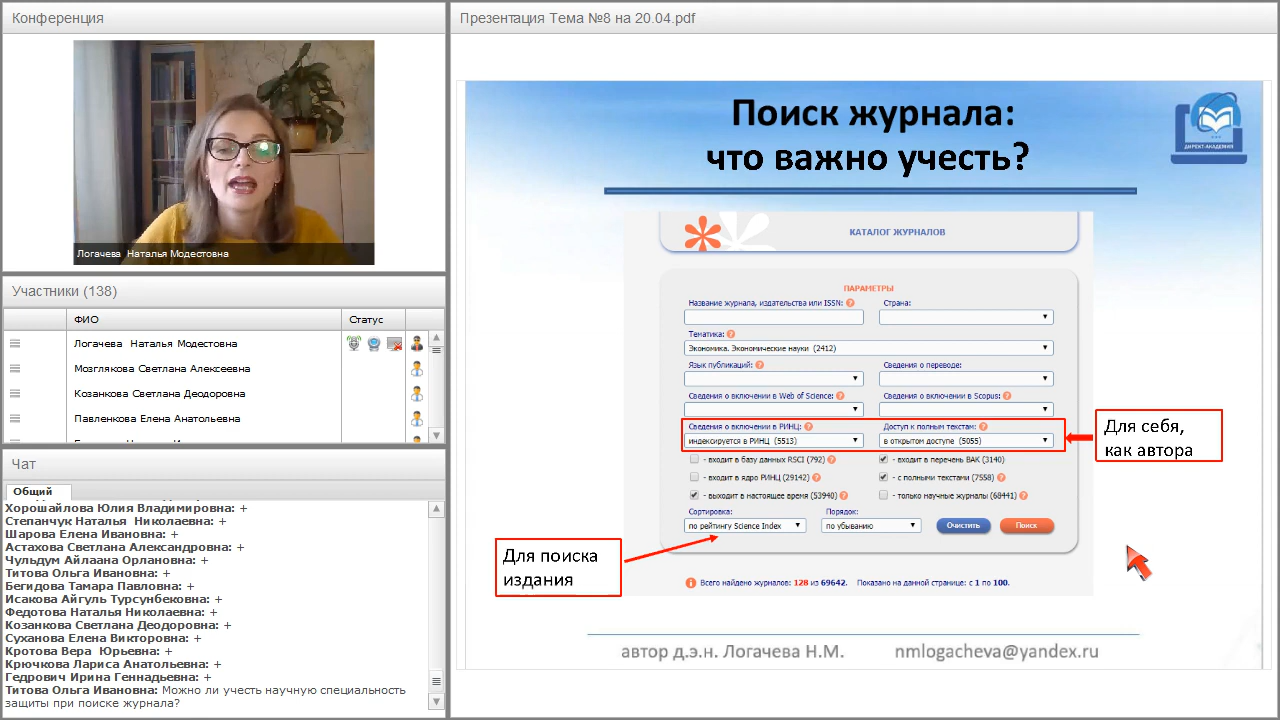 Конференция
Логачева  Наталья Модестовна
Участники (138)
ФИО
Статус
Логачева  Наталья Модестовна
Мозглякова Светлана Алексеевна
Козанкова Светлана Деодоровна
Павленкова Елена Анатольевна
Чат
Общий
Хорошайлова Юлия Владимировна: +
Степанчук Наталья  Николаевна: +
Шарова Елена Ивановна: +
Астахова Светлана Александровна: +
Чульдум Айлаана Орлановна: +
Титова Ольга Ивановна: +
Бегидова Тамара Павловна: +
Исакова Айгуль Турсунбековна: +
Федотова Наталья Николаевна: +
Козанкова Светлана Деодоровна: +
Суханова Елена Викторовна: +
Кротова Вера  Юрьевна: +
Крючкова Лариса Анатольевна: +
Гедрович Ирина Геннадьевна: +
Титова Ольга Ивановна: Можно ли учесть научную специальность
защиты при поиске журнала?
Презентация Тема №8 на 20.04.pdf
Поиск журнала:
что важно учесть?
ДИРЕКТ-АКАДЕМИЯ
КАТАЛОГ ЖУРНАЛОВ
ПАРАМЕТРЫ
Название журнала, издательства или ISSN: ?
Страна:
Тематика: ?
Экономика. Экономические науки (2412)
Язык публикаций: ?
Сведения о переводе:
Сведения о включении в Web of Science: ?
Сведения о включении в Scopus: ?
Сведения о включении в РИНЦ: ?
Доступ к полным текстам: ?
индексируется в РИНЦ (5513)
в открытом доступе (5055)
- входит в базу данных RSCI (792) ?
- входит в перечень ВАК (3140)
- входит в ядро РИНЦ (29142) ?
- с полными текстами (7558) ?
- выходит в настоящее время (53940) ?
- только научные журналы (68441) ?
Сортировка:
Порядок:
по рейтингу Science Index
по убыванию
Очистить
Поиск
Для себя,
как автора
Для поиска
издания
Всего найдено журналов: 128 из 69642. Показано на данной странице: с 1 по 100.
автор д.э.н. Логачева Н.М.
nmlogacheva@yandex.ru